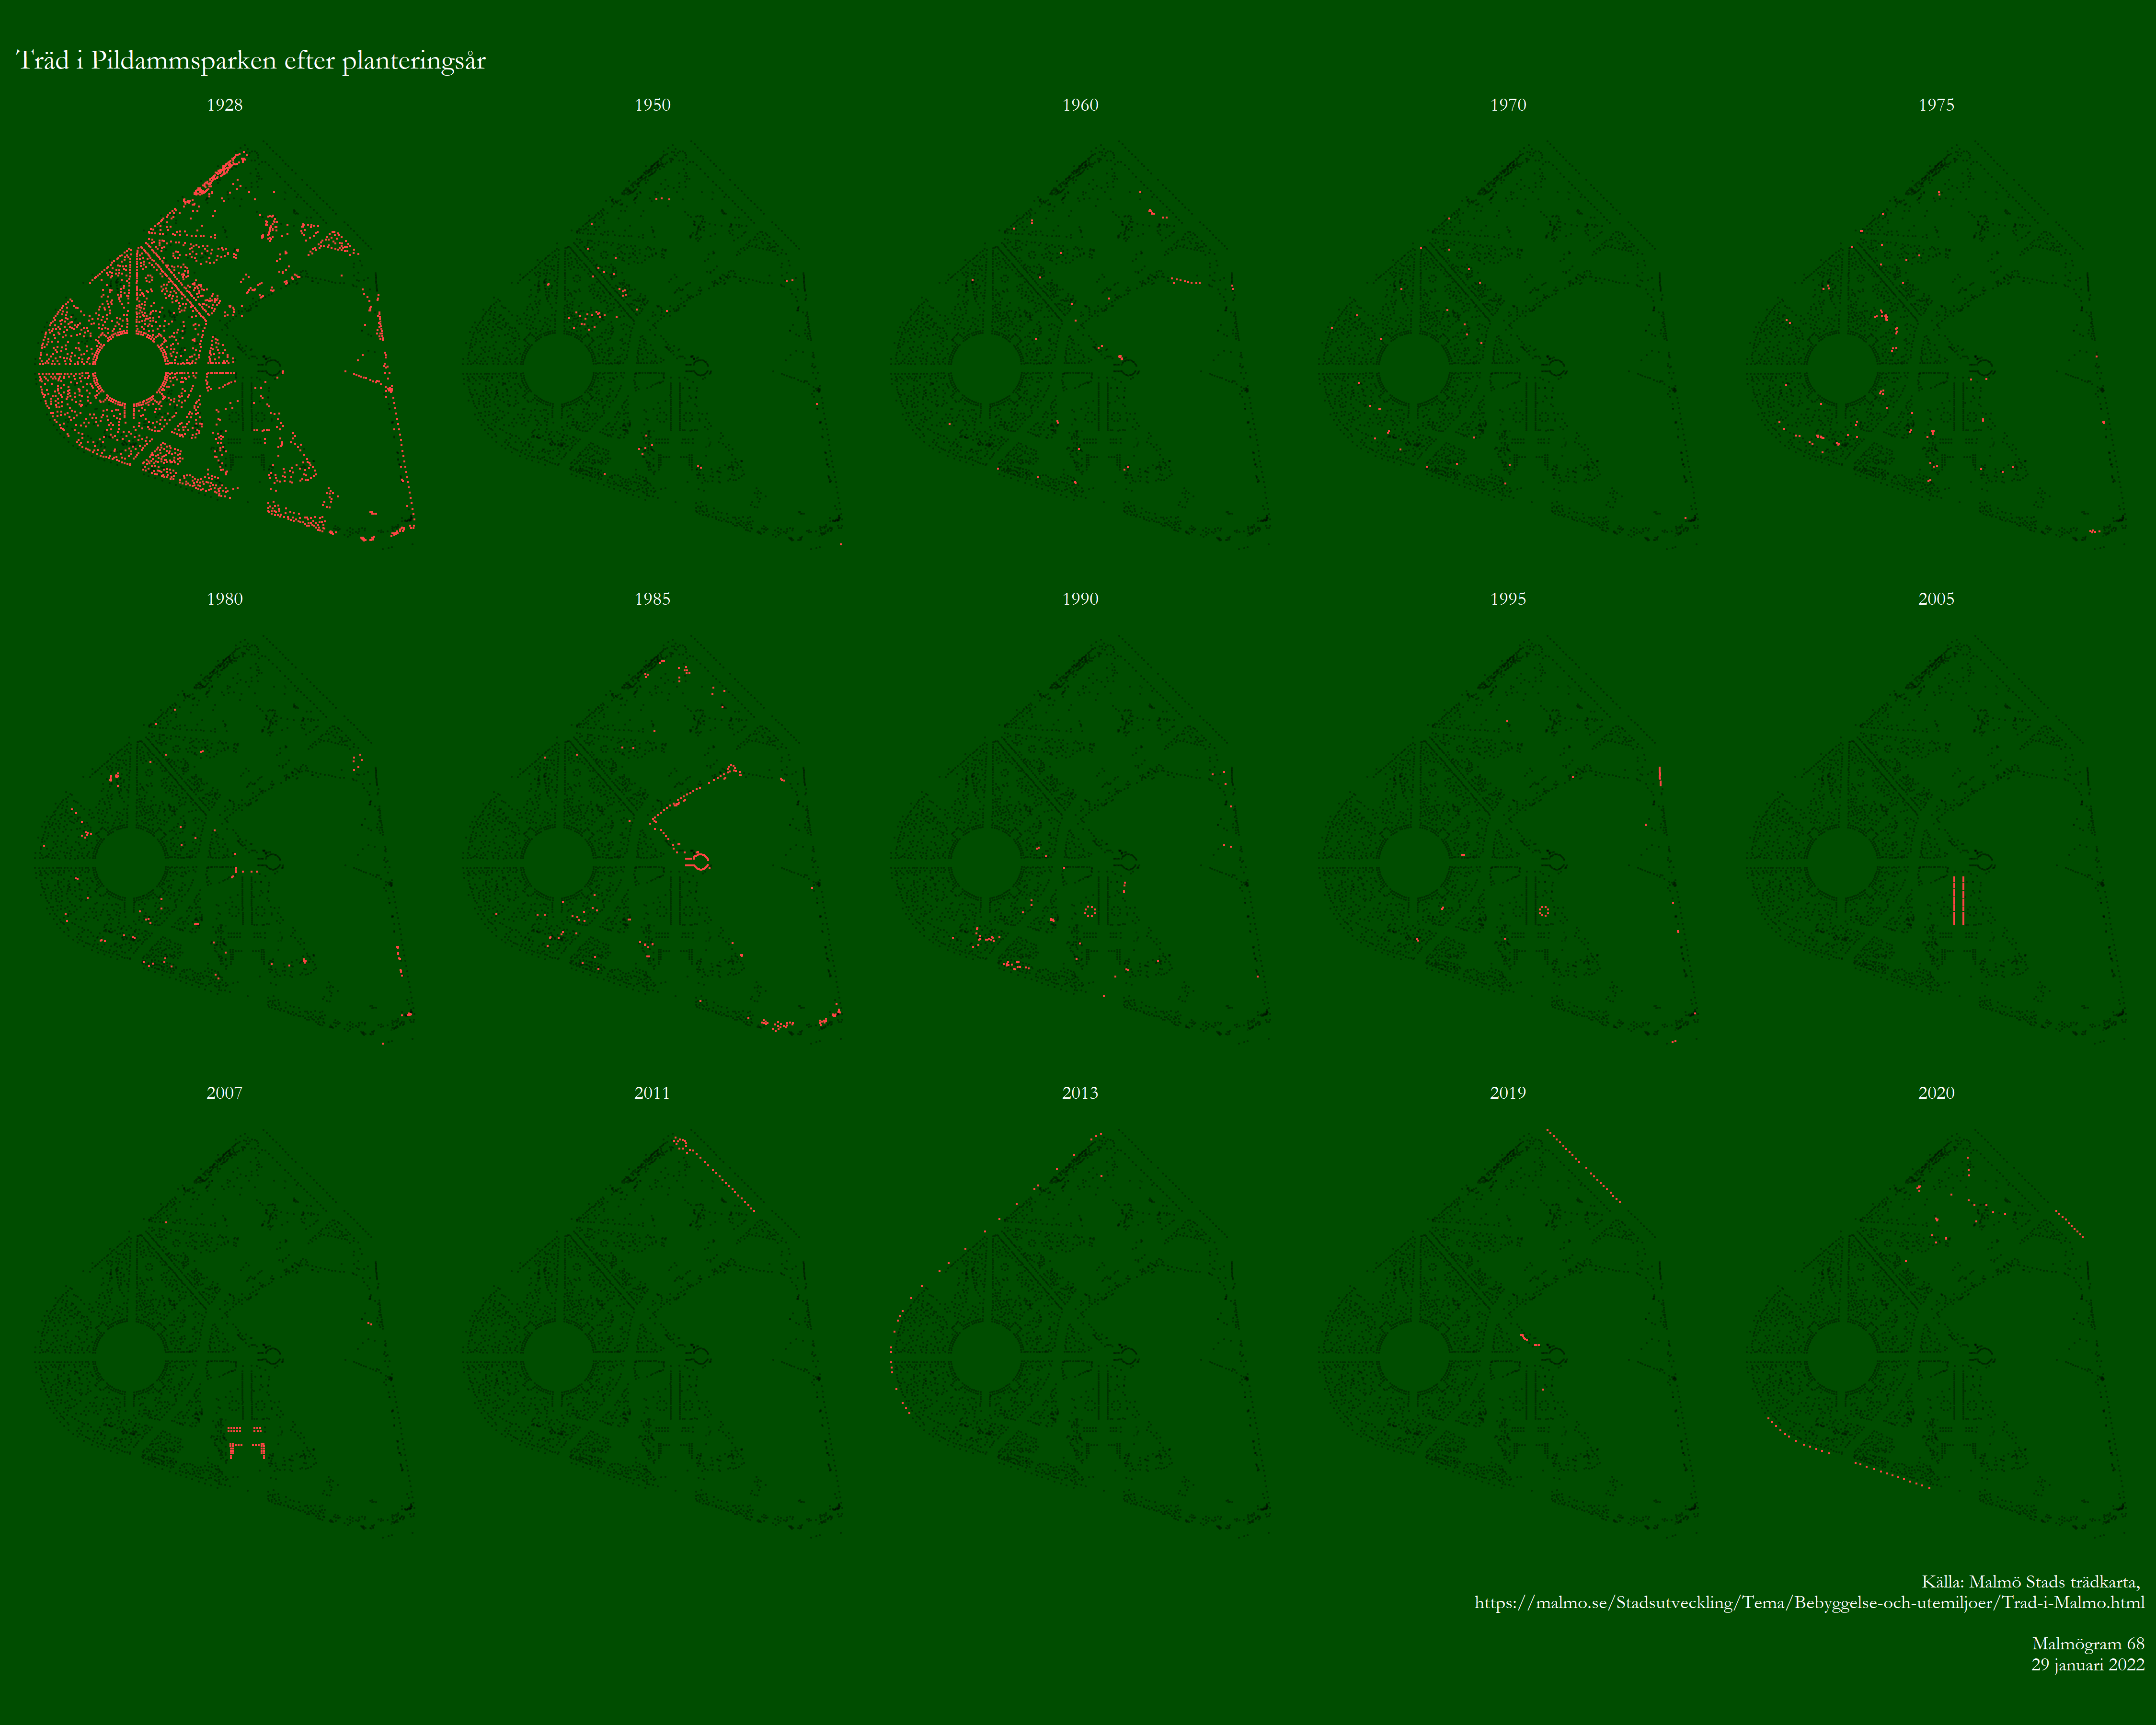 Träd i Pildammsparken efter planteringsår
1928 1950 1960 1970 1975
1980 1985 1990 1995 2005
2007 2011 2013 2019 2020
Källa: Malmö Stads trädkarta,
https://malmo.se/Stadsutveckling/Tema/Bebyggelse-och-utemiljoer/Trad-i-Malmo.html
Malmögram 68
29 januari 2022